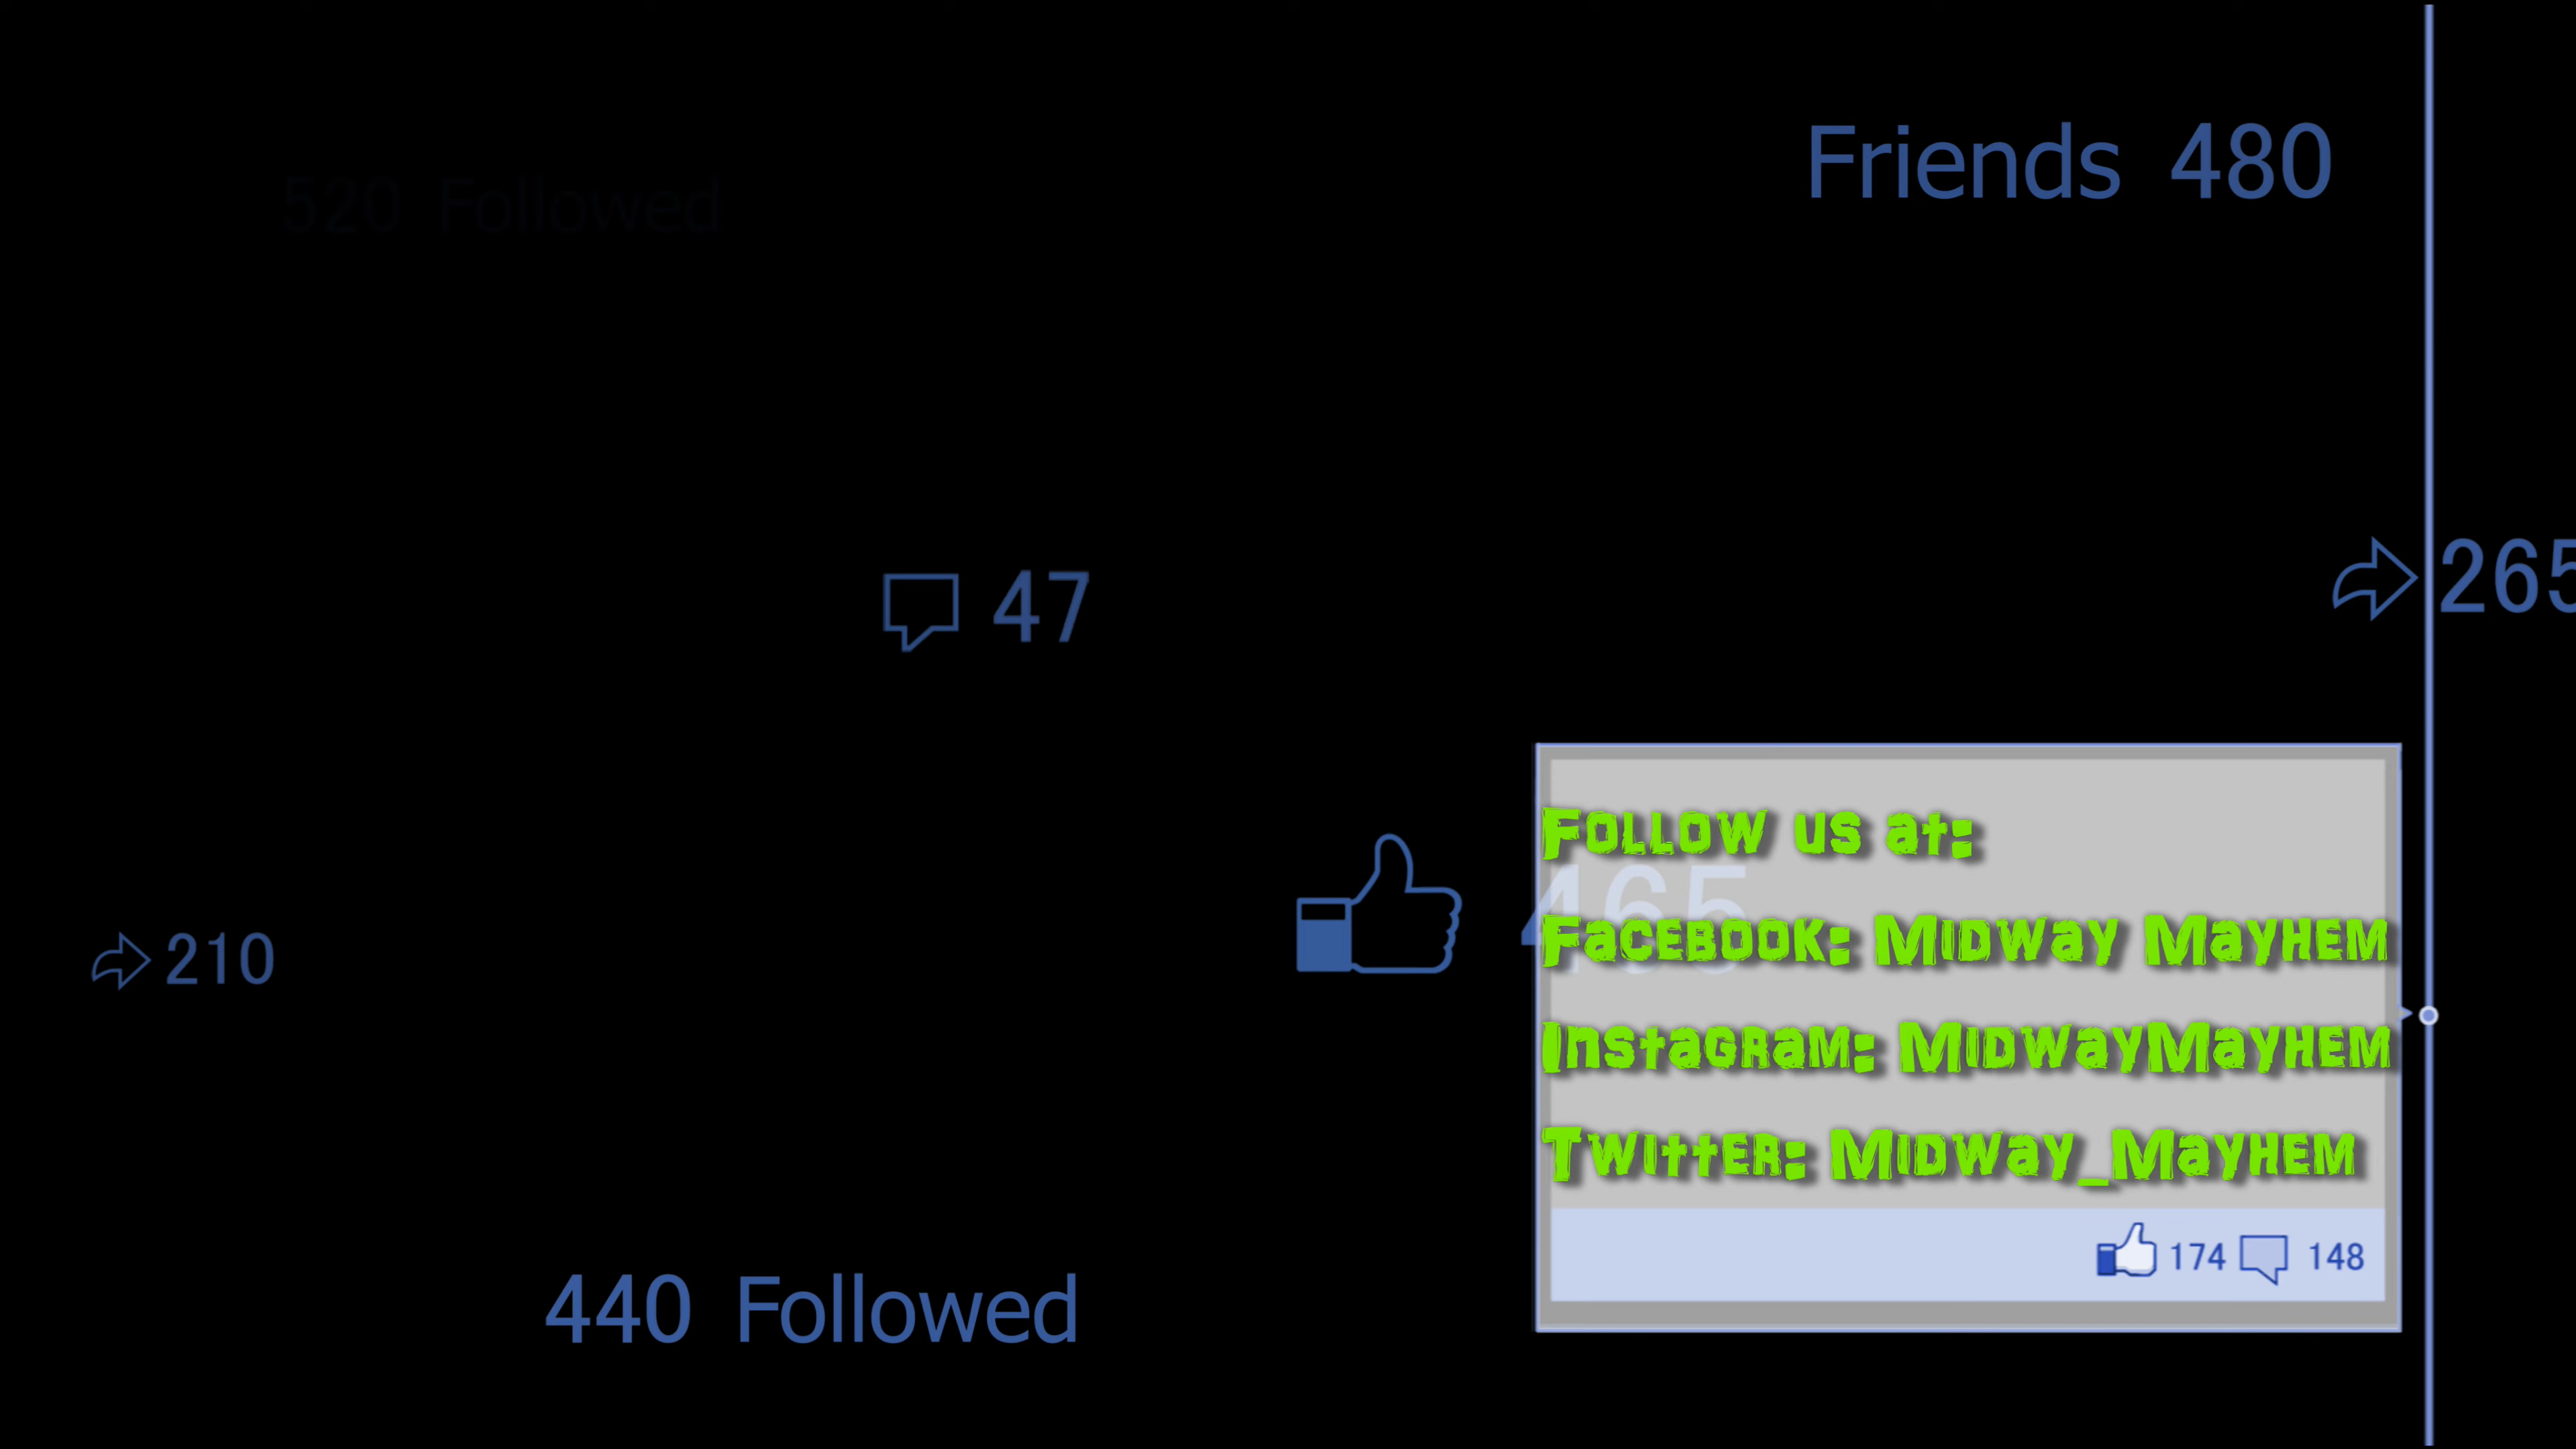 520 Followed
Friends 480
47
265
Follow us at:
465
Facebook: Midway Mayhem
210
Instagram: MidwayMayhem
Twitter: Midway_Mayhem
174 148
440 Followed